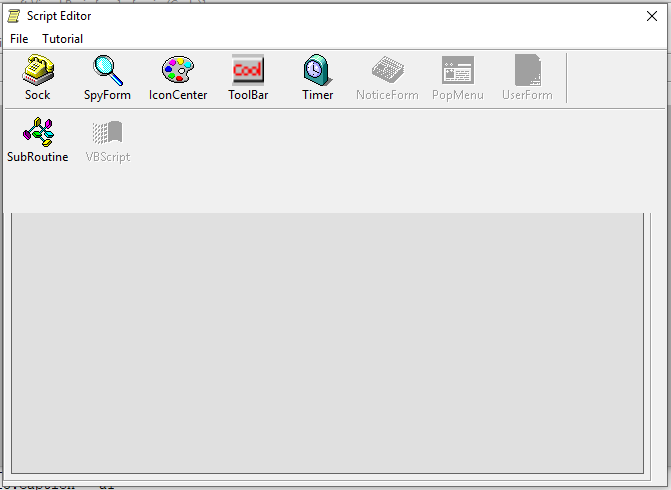 Script Editor
File Tutorial
Cool
Sock SpyForm IconCenter ToolBar Timer NoticeForm PopMenu UserForm
SubRoutine VBScript